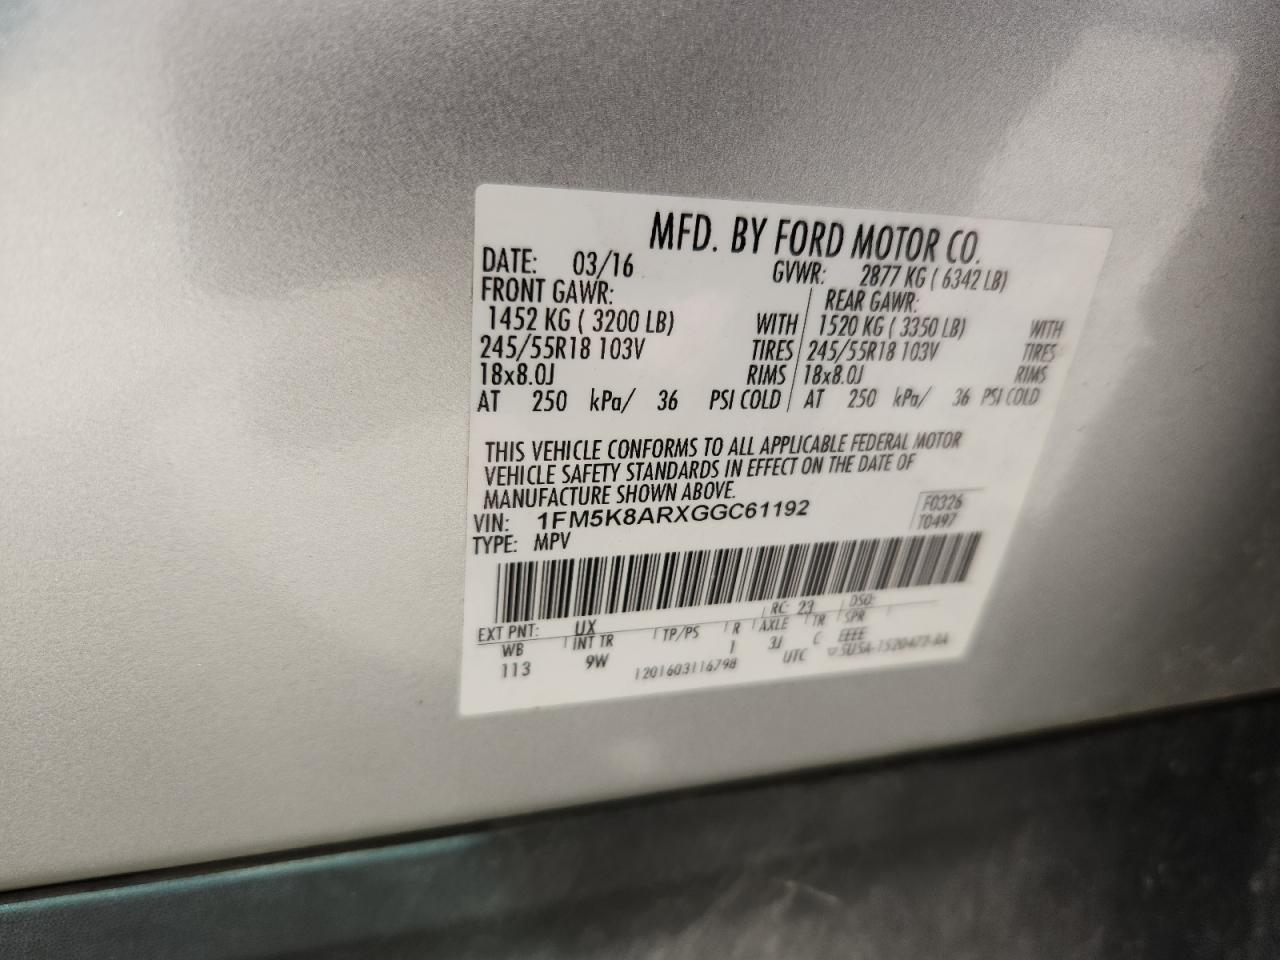 MFD. BY FORD MOTOR CO.
DATE: 03/16 GVWR: 2877 KG ( 6342 LB)
FRONT GAWR: REAR GAWR:
1452 KG ( 3200 LB) WITH 1520 KG ( 3350 LB) WITH
245/55R18 103V TIRES 245/55R18 103V TIRES
18x8.0J RIMS 18x8.0J RIMS
AT 250 kPa/ 36 PSI COLD AT 250 kPa/ 36 PSI COLD
THIS VEHICLE CONFORMS TO ALL APPLICABLE FEDERAL MOTOR
VEHICLE SAFETY STANDARDS IN EFFECT ON THE DATE OF
MANUFACTURE SHOWN ABOVE.
VIN: 1FM5K8ARXGGC61192 F0326
TYPE: MPV T0497
EXT PNT: UX RC: 23 DSO:
WB INT TR TP/PS R AXLE TR SPR
113 9W 1 3J C EEEE
1201603116798 UTC 5U5A-1520472-AA